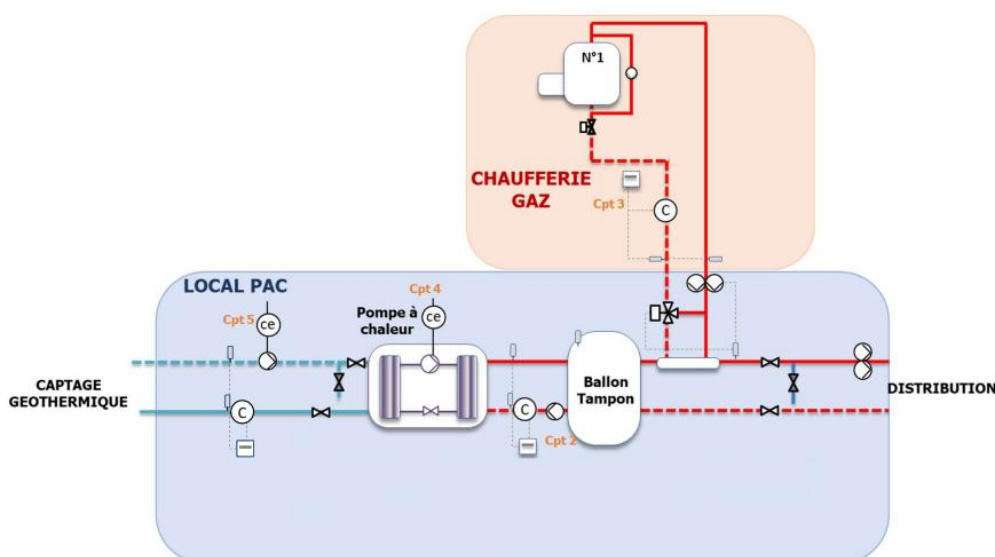 N°1
CHAUFFERIE
GAZ
Cpt 3
C
LOCAL PAC
Cpt 5
ce
Cpt 4
ce
Pompe à
chaleur
CAPTAGE
GEOTHERMIQUE
C
C
Cpt 2
Ballon
Tampon
DISTRIBUTION